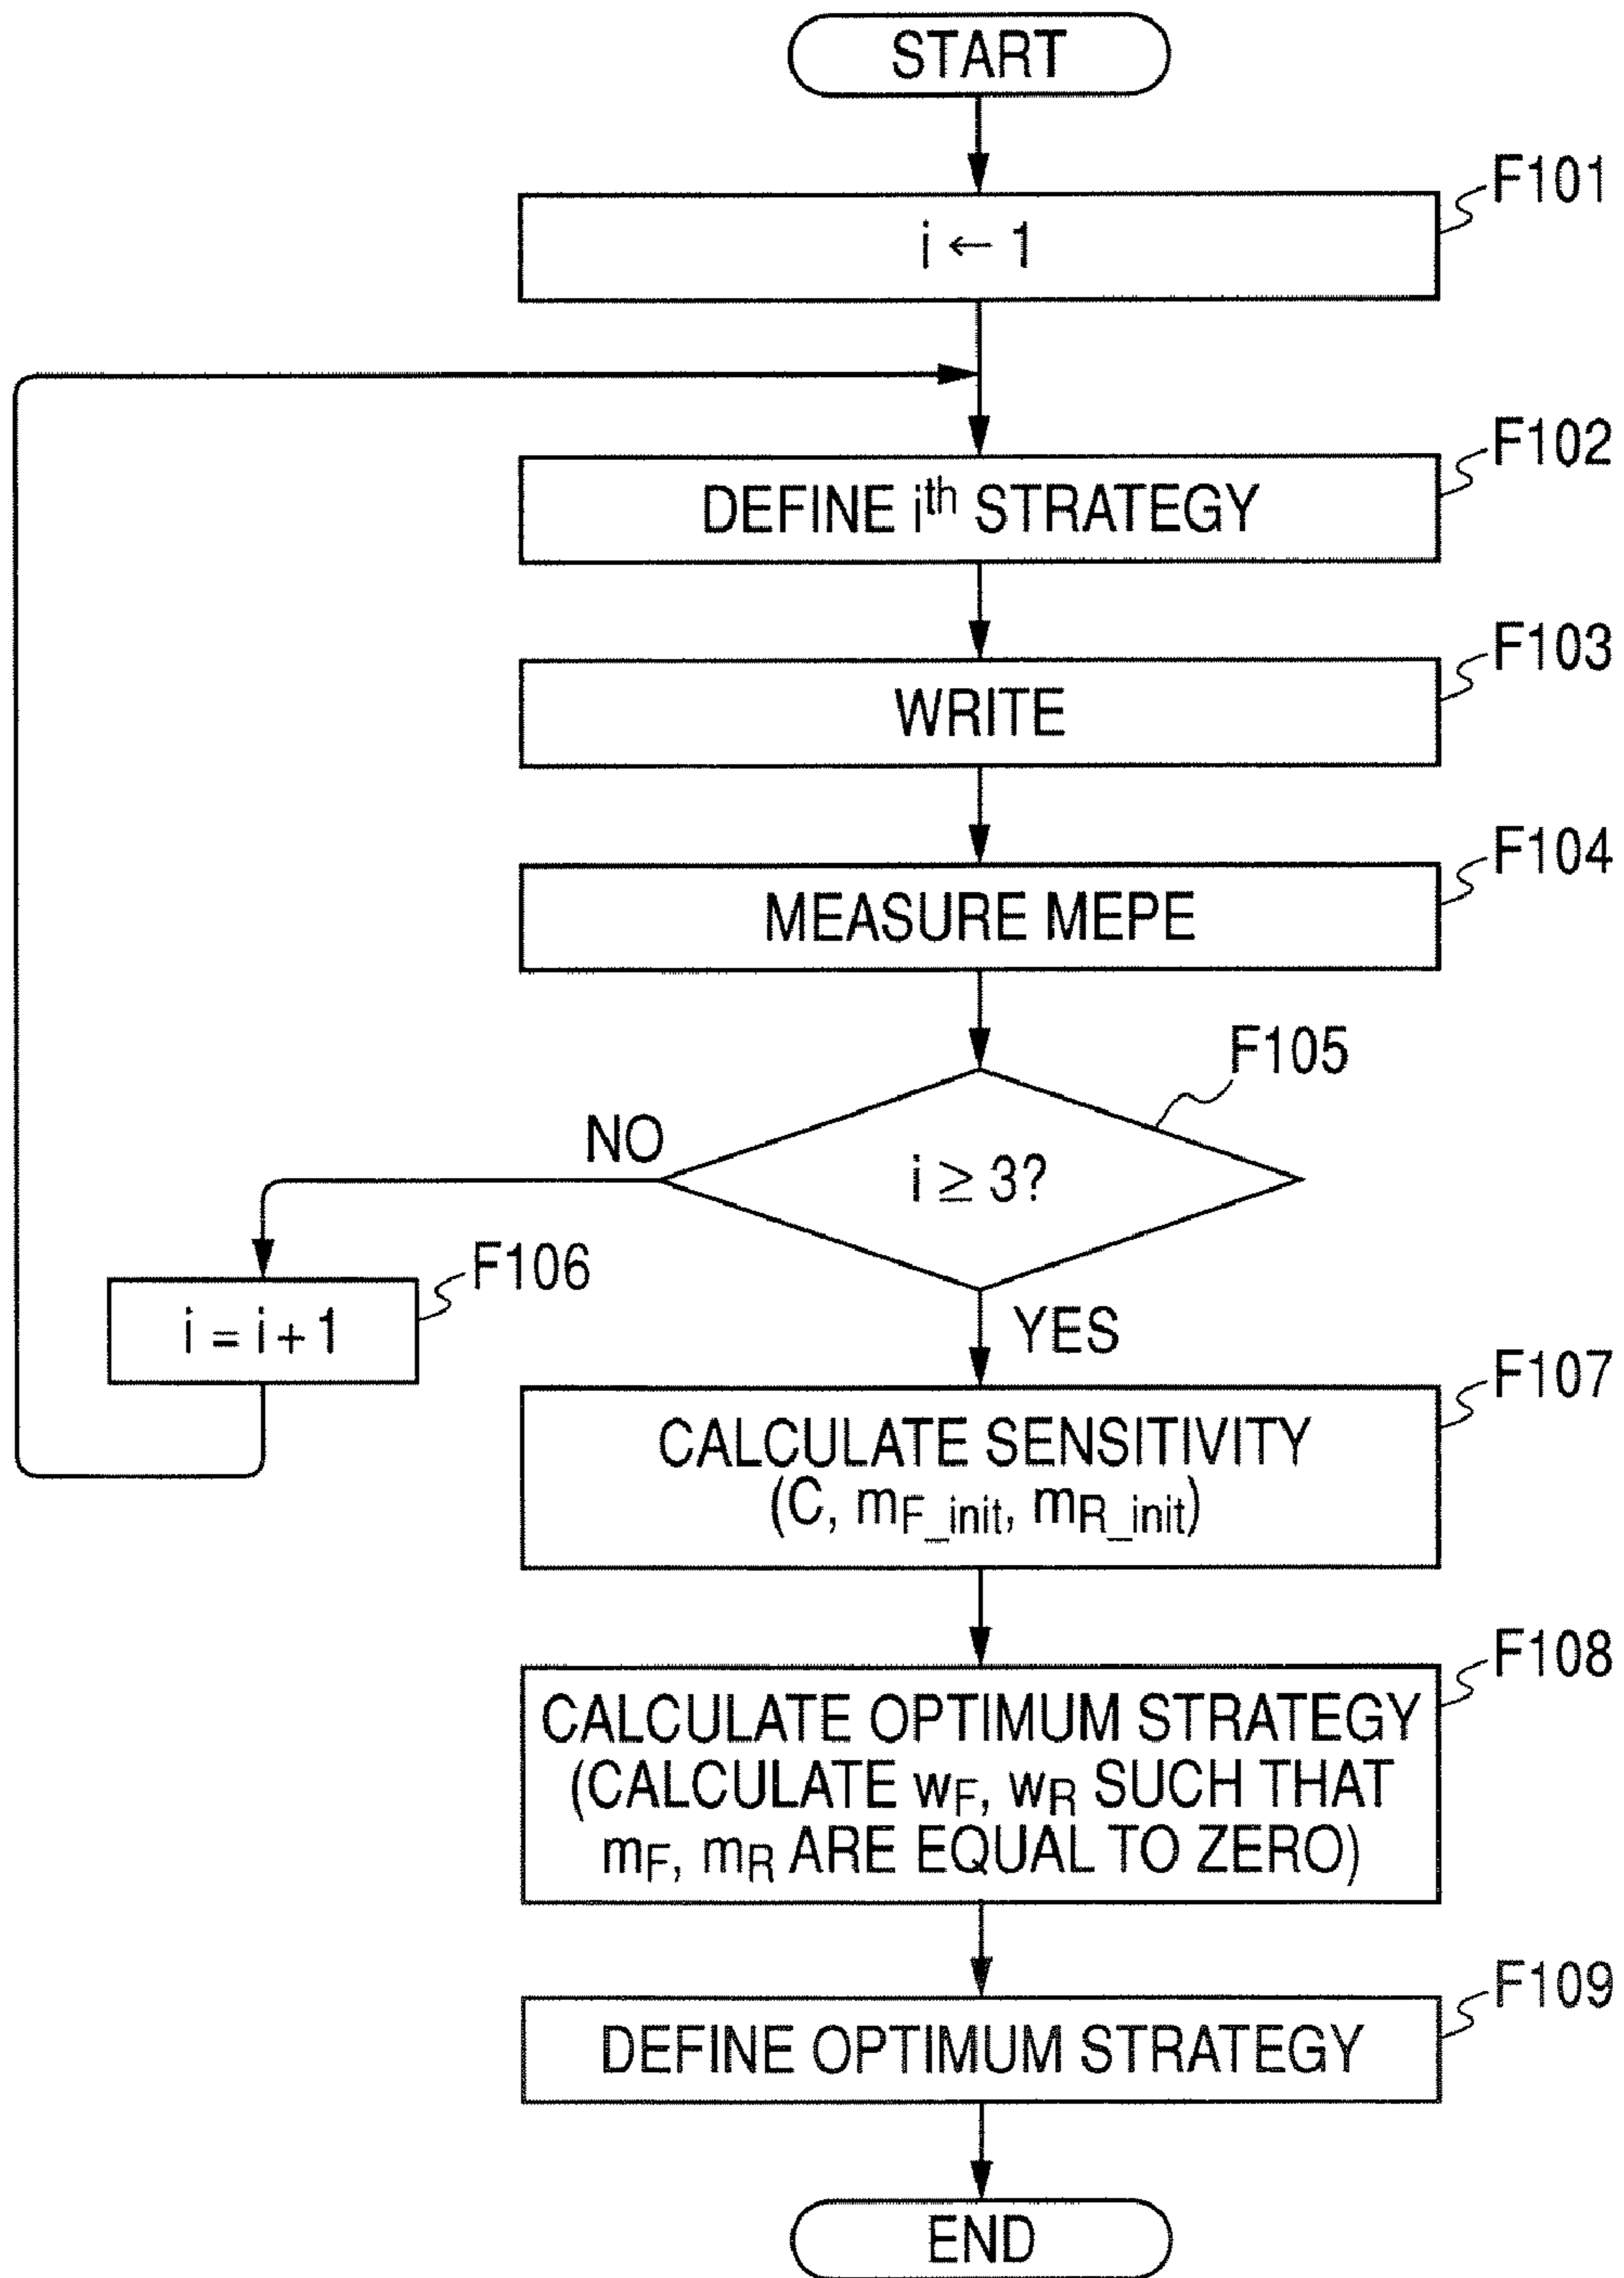 START
F101
i ← 1
F102
DEFINE ith STRATEGY
F103
WRITE
F104
MEASURE MEPE
F105
NO
i ≥ 3?
F106
i = i + 1
YES
F107
CALCULATE SENSITIVITY
(C, mF_init, mR_init)
F108
CALCULATE OPTIMUM STRATEGY
(CALCULATE wF, wR SUCH THAT
mF, mR ARE EQUAL TO ZERO)
F109
DEFINE OPTIMUM STRATEGY
END